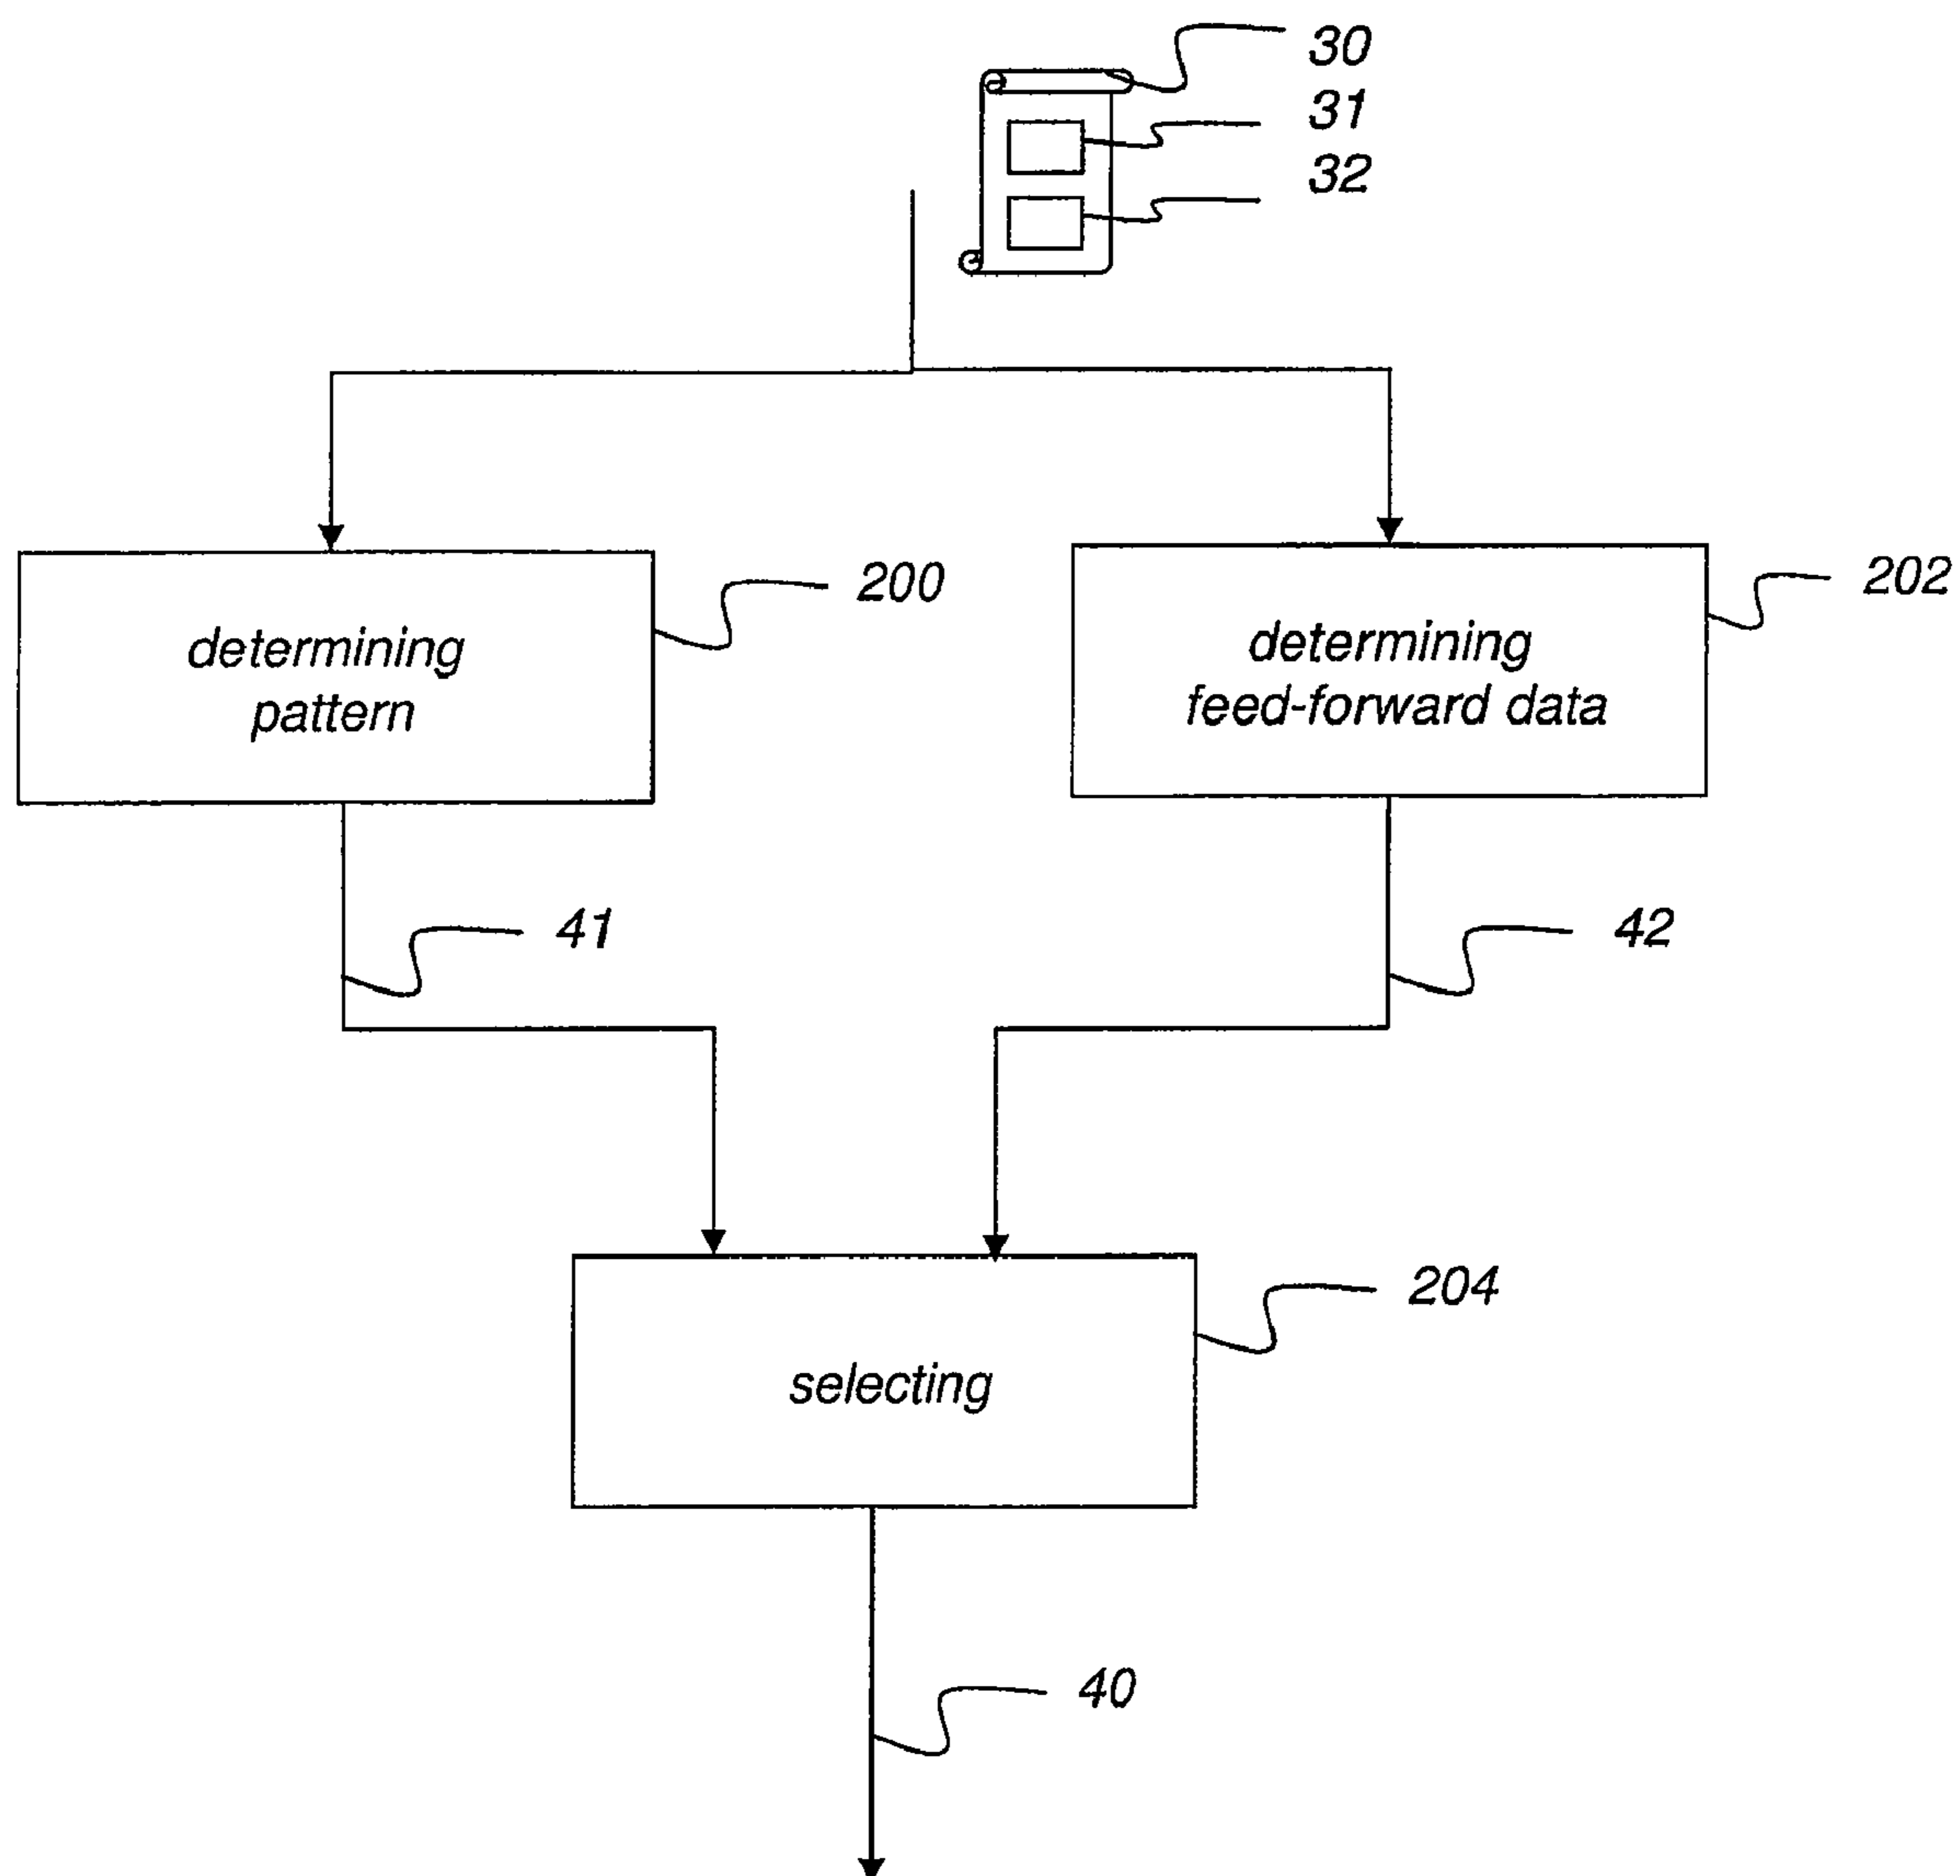 30
31
32
200
202
determining
pattern
determining
feed-forward data
41
42
204
selecting
40